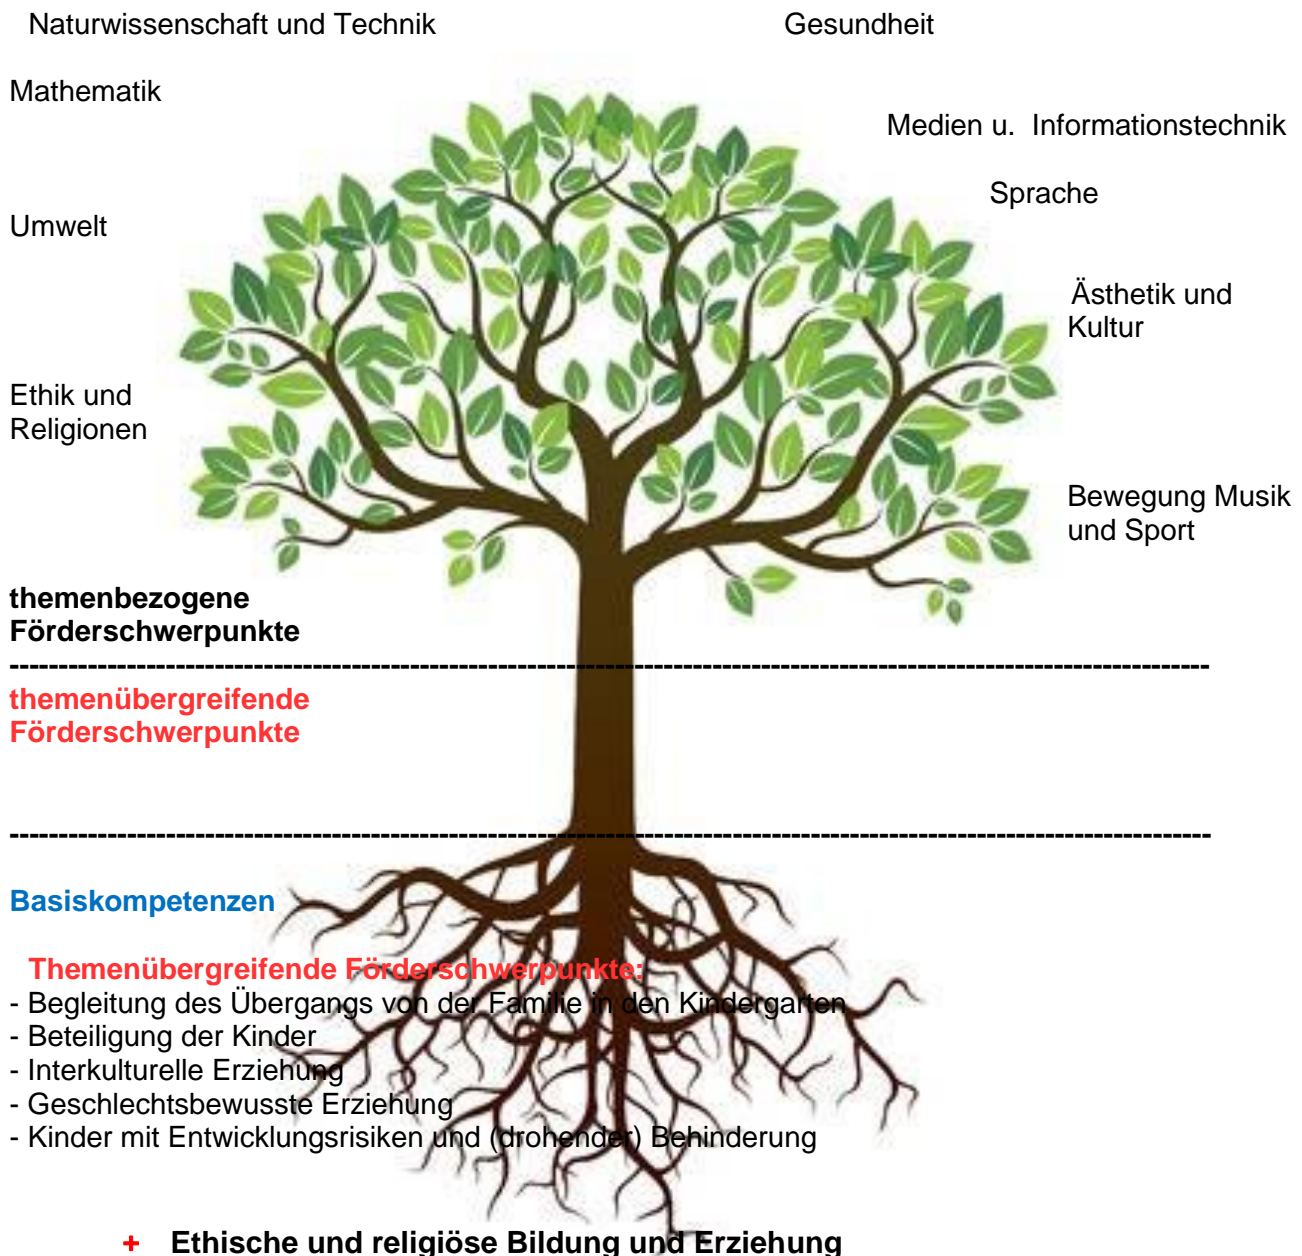 Naturwissenschaft und Technik Gesundheit
Mathematik
Medien u. Informationstechnik
Sprache
Umwelt
Ästhetik und
Kultur
Ethik und
Religionen
Bewegung Musik
und Sport
themenbezogene
Förderschwerpunkte
themenübergreifende
Förderschwerpunkte
Basiskompetenzen
Themenübergreifende Förderschwerpunkte:
- Begleitung des Übergangs von der Familie in den Kindergarten
- Beteiligung der Kinder
- Interkulturelle Erziehung
- Geschlechtsbewusste Erziehung
- Kinder mit Entwicklungsrisiken und (drohender) Behinderung
+ Ethische und religiöse Bildung und Erziehung